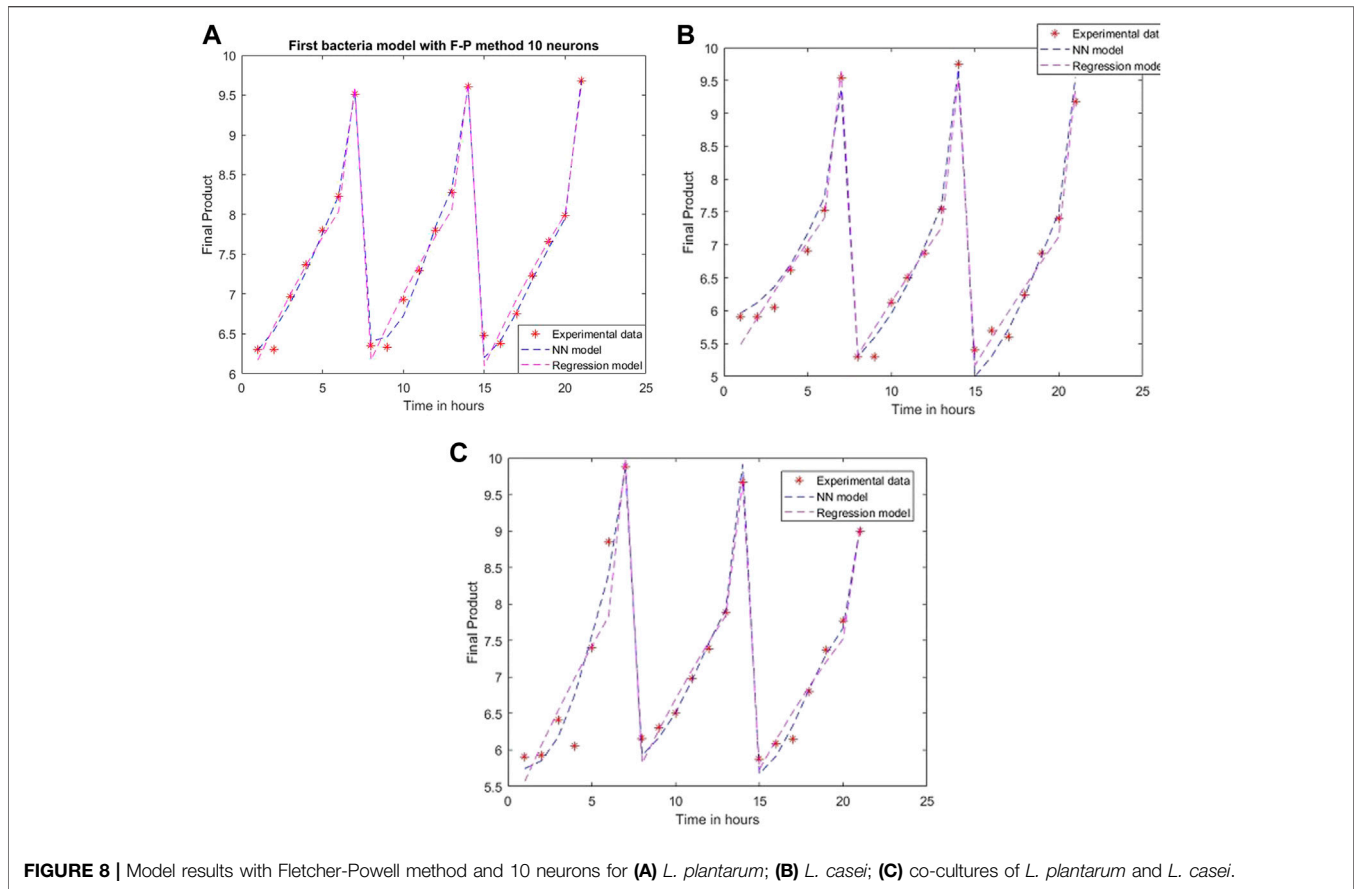 A
First bacteria model with F-P method 10 neurons
10
9.5
9
8.5
8
7.5
7
6.5
6
Final Product
0 5 10 15 20 25
Time in hours
Experimental data
NN model
Regression model
B
10
9.5
9
8.5
8
7.5
7
6.5
6
5.5
5
Final Product
0 5 10 15 20 25
Time in hours
Experimental data
NN model
Regression model
C
10
9.5
9
8.5
8
7.5
7
6.5
6
5.5
Final Product
0 5 10 15 20 25
Time in hours
Experimental data
NN model
Regression model
FIGURE 8 | Model results with Fletcher-Powell method and 10 neurons for (A) L. plantarum; (B) L. casei; (C) co-cultures of L. plantarum and L. casei.